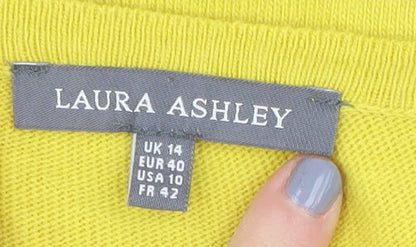 LAURA ASHLEY
UK 14
EUR 40
USA 10
FR 42